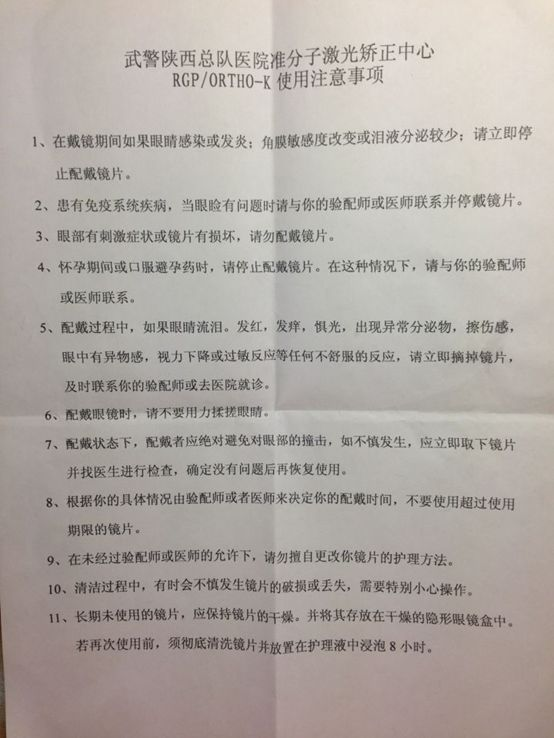 武警陕西总队医院准分子激光矫正中心
RGP/ORTHO-K 使用注意事项
1、在戴镜期间如果眼睛感染或发炎；角膜敏感度改变或泪液分泌较少；请立即停
止配戴镜片。
2、患有免疫系统疾病，当眼睑有问题时请与你的验配师或医师联系并停戴镜片。
3、眼部有刺激症状或镜片有损坏，请勿配戴镜片。
4、怀孕期间或口服避孕药时，请停止配戴镜片。在这种情况下，请与你的验配师
或医师联系。
5、配戴过程中，如果眼睛流泪。发红，发痒，惧光，出现异常分泌物，擦伤感，
眼中有异物感，视力下降或过敏反应等任何不舒服的反应，请立即摘掉镜片，
及时联系你的验配师或去医院就诊。
6、配戴眼镜时，请不要用力揉搓眼睛。
7、配戴状态下，配戴者应绝对避免对眼部的撞击，如不慎发生，应立即取下镜片
并找医生进行检查，确定没有问题后再恢复使用。
8、根据你的具体情况由验配师或者医师来决定你的配戴时间，不要使用超过使用
期限的镜片。
9、在未经过验配师或医师的允许下，请勿擅自更改你镜片的护理方法。
10、清洁过程中，有时会不慎发生镜片的破损或丢失，需要特别小心操作。
11、长期未使用的镜片，应保持镜片的干燥。并将其存放在干燥的隐形眼镜盒中。
若再次使用前，须彻底清洗镜片并放置在护理液中浸泡 8 小时。